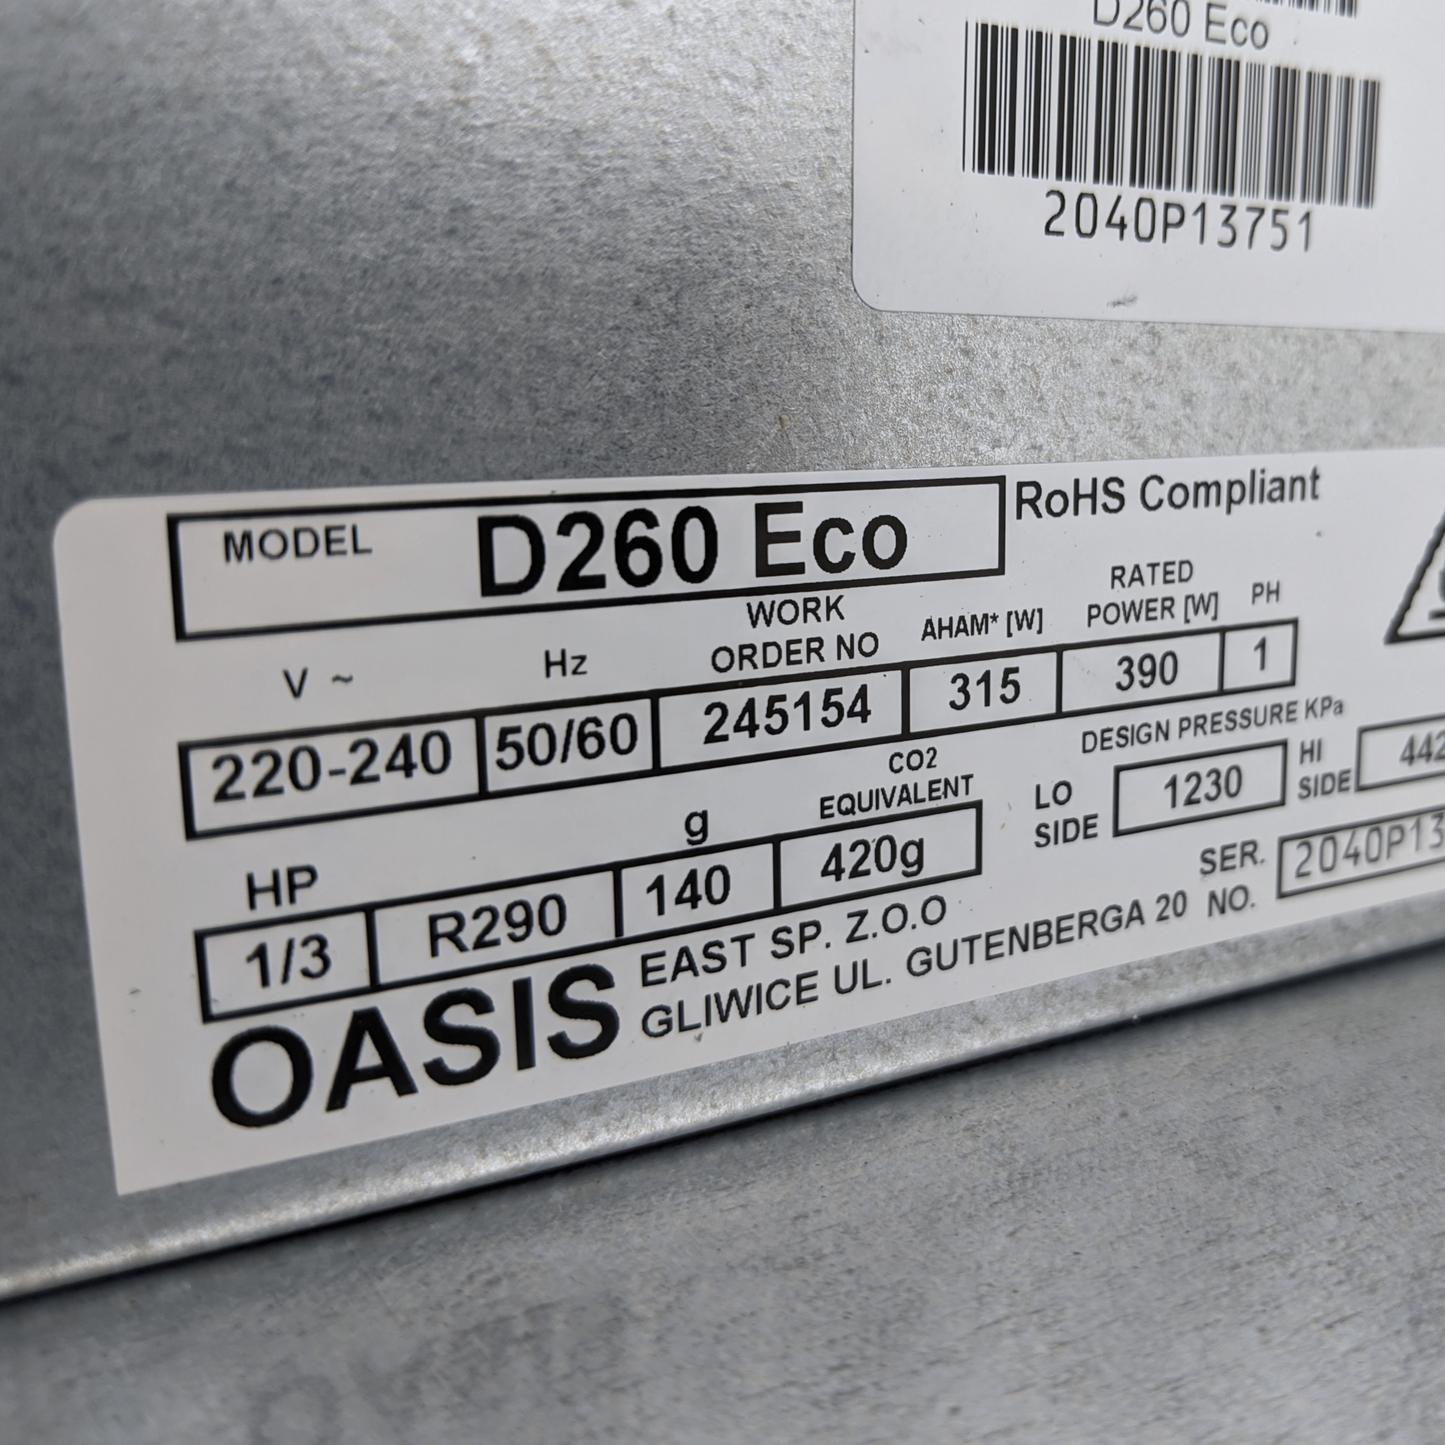 D260 Eco
2040P13751
MODEL D260 Eco RoHS Compliant
V ~ Hz WORK ORDER NO AHAM* [W] RATED POWER [W] PH
220-240 50/60 245154 315 390 1
HP g CO2 EQUIVALENT DESIGN PRESSURE KPa
1/3 R290 140 420g LO SIDE 1230 HI SIDE 442
SER. NO. 2040P13
OASIS EAST SP. Z.O.O
GLIWICE UL. GUTENBERGA 20